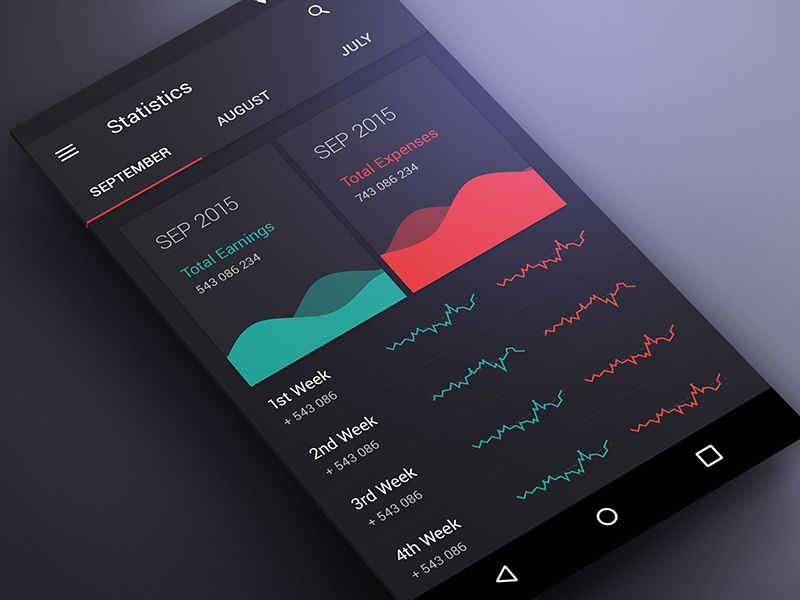 Statistics
SEPTEMBER
AUGUST
JULY
SEP 2015
Total Earnings
543 086 234
SEP 2015
Total Expenses
743 086 234
1st Week
+ 543 086
2nd Week
+ 543 086
3rd Week
+ 543 086
4th Week
+ 543 086